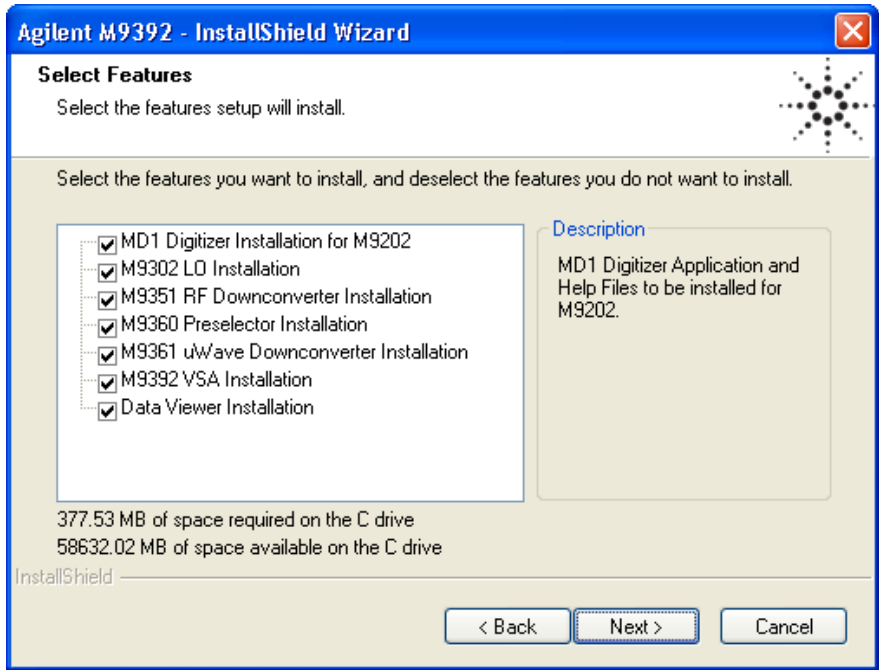 Agilent M9392 - InstallShield Wizard
Select Features
Select the features setup will install.
Select the features you want to install, and deselect the features you do not want to install.
MD1 Digitizer Installation for M9202
M9302 LO Installation
M9351 RF Downconverter Installation
M9360 Preselector Installation
M9361 uWave Downconverter Installation
M9392 VSA Installation
Data Viewer Installation
Description
MD1 Digitizer Application and
Help Files to be installed for
M9202.
377.53 MB of space required on the C drive
58632.02 MB of space available on the C drive
InstallShield
< Back
Next >
Cancel